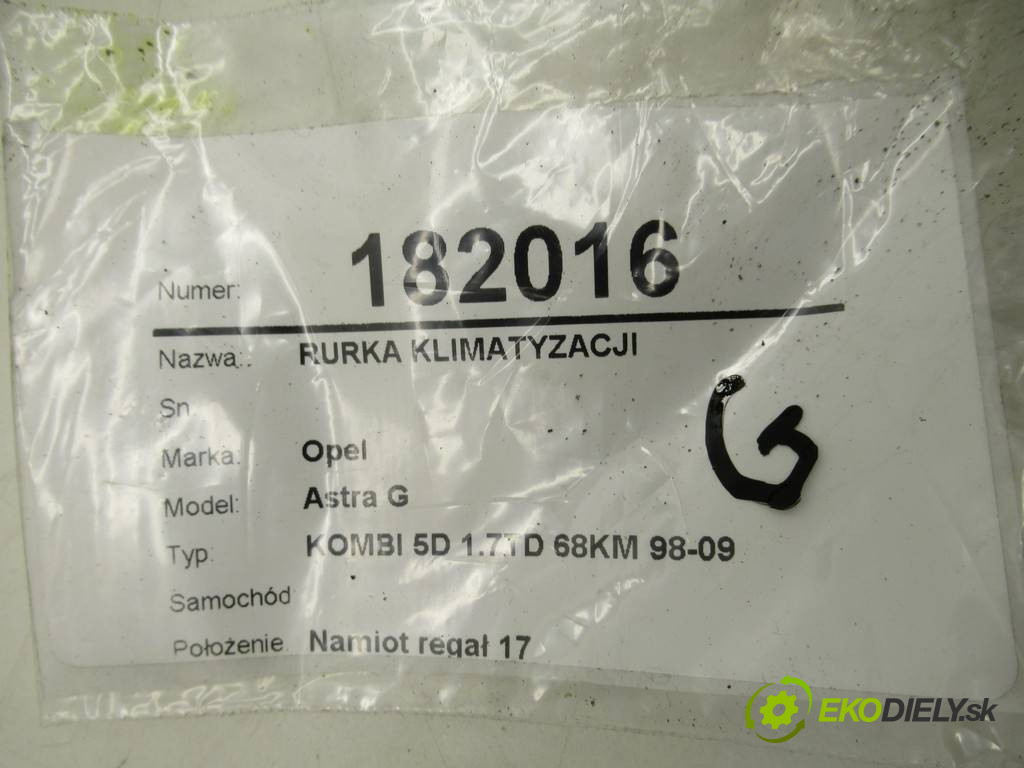 Numer: 182016
Nazwa: RURKA KLIMATYZACJI
Sn
Marka: Opel
Model: Astra G
Typ: KOMBI 5D 1.7TD 68KM 98-09
Samochód
Położenie Namiot regał 17
G
EKODIELY.sk